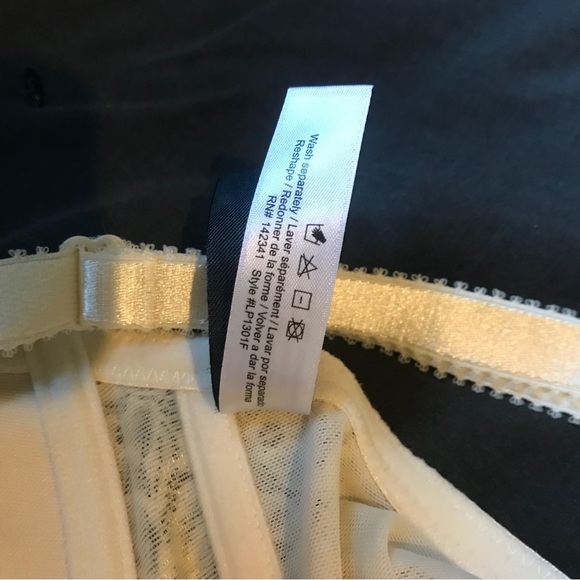 Wash separately / Laver séparément / Lavar por separado
Reshape / Redonner de la forme / Volver a dar la forma
RN# 142341 Style #LP1301F